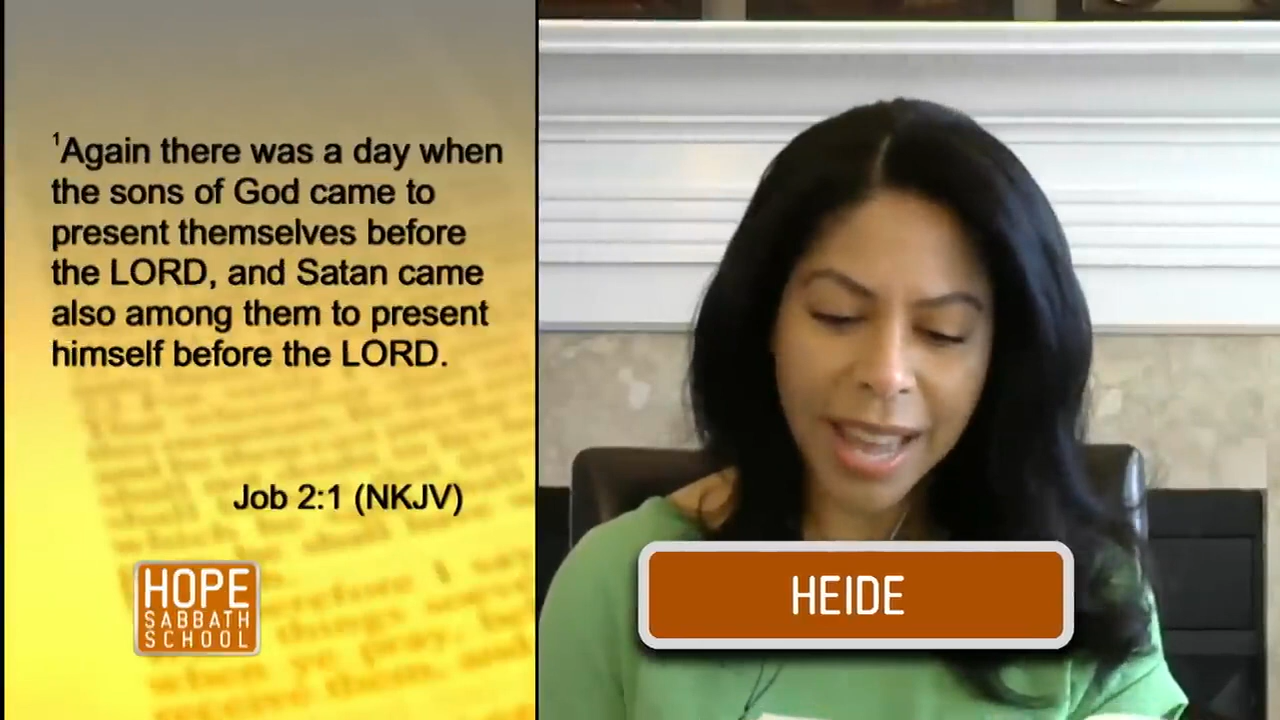 ¹Again there was a day when
the sons of God came to
present themselves before
the LORD, and Satan came
also among them to present
himself before the LORD.
Job 2:1 (NKJV)
HOPE
SABBATH
SCHOOL
HEIDE